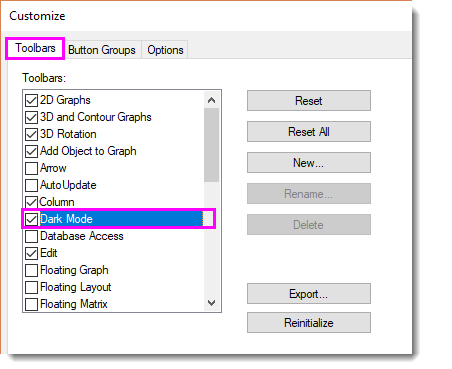 Customize
Toolbars Button Groups Options
Toolbars:
2D Graphs
3D and Contour Graphs
3D Rotation
Add Object to Graph
Arrow
AutoUpdate
Column
Dark Mode
Database Access
Edit
Floating Graph
Floating Layout
Floating Matrix
Reset
Reset All
New...
Rename...
Delete
Export...
Reinitialize